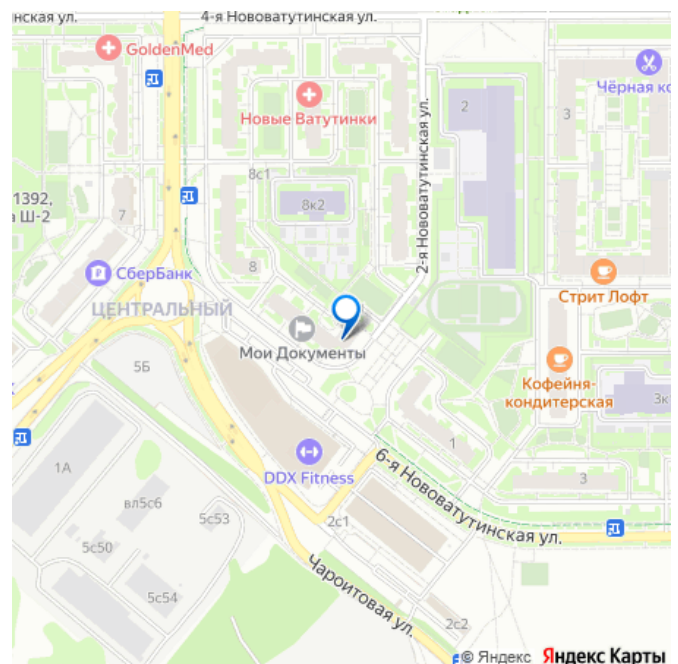 нская ул.
4-я Нововатутинская ул.
GoldenMed
Чёрная ко
2
3
Новые Ватутинки
8с1
1392,
а Ш-2
8к2
7
2-я Нововатутинская ул.
8
СберБанк
Стрит Лофт
ЦЕНТРАЛЬНЫЙ
Мои Документы
5Б
Кофейня-
кондитерская
3к
1
1А
DDX Fitness
6-я Нововатутинская ул.
3
вл5с6
5с53
2с1
5с50
5с54
Чароитовая ул.
2с2
© Яндекс Яндекс Карты